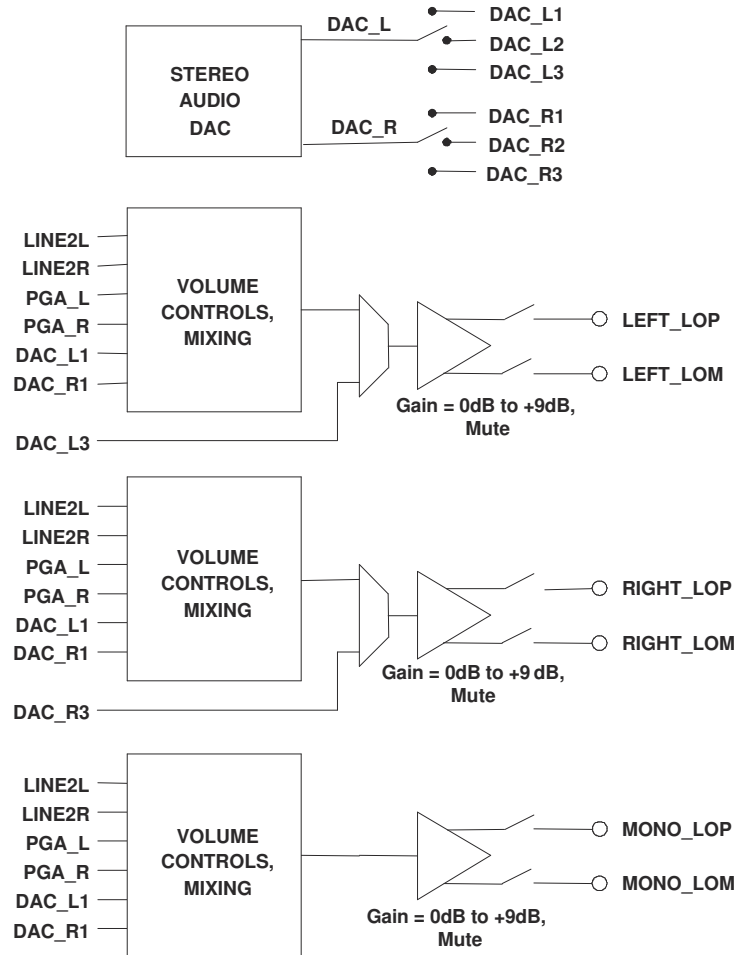 DAC_L
DAC_L1
DAC_L2
DAC_L3
STEREO
AUDIO
DAC
DAC_R
DAC_R1
DAC_R2
DAC_R3
LINE2L
LINE2R
PGA_L
PGA_R
DAC_L1
DAC_R1
VOLUME
CONTROLS,
MIXING
LEFT_LOP
LEFT_LOM
Gain = 0dB to +9dB,
Mute
DAC_L3
LINE2L
LINE2R
PGA_L
PGA_R
DAC_L1
DAC_R1
VOLUME
CONTROLS,
MIXING
RIGHT_LOP
RIGHT_LOM
Gain = 0dB to +9 dB,
Mute
DAC_R3
LINE2L
LINE2R
PGA_L
PGA_R
DAC_L1
DAC_R1
VOLUME
CONTROLS,
MIXING
MONO_LOP
MONO_LOM
Gain = 0dB to +9dB,
Mute